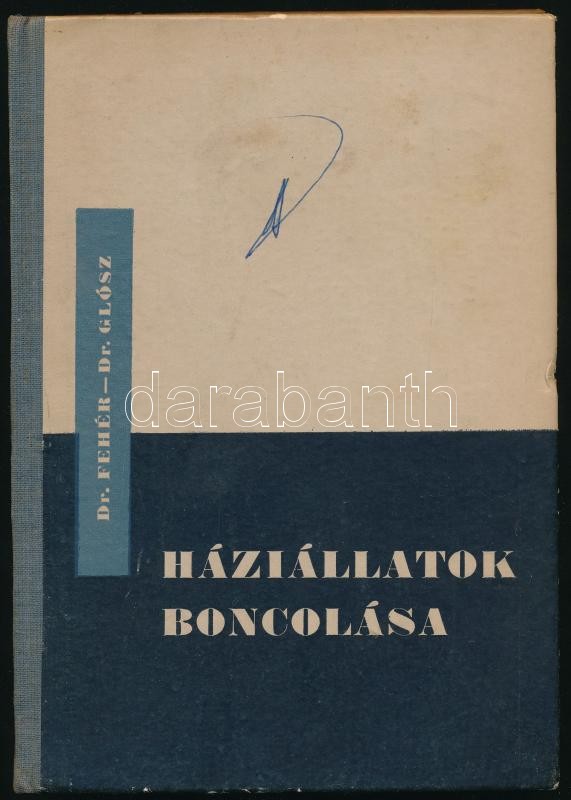 Dr. FEHÉR—Dr. GLÓSZ
darabanth
HÁZIÁLLATOK
BONCOLÁSA